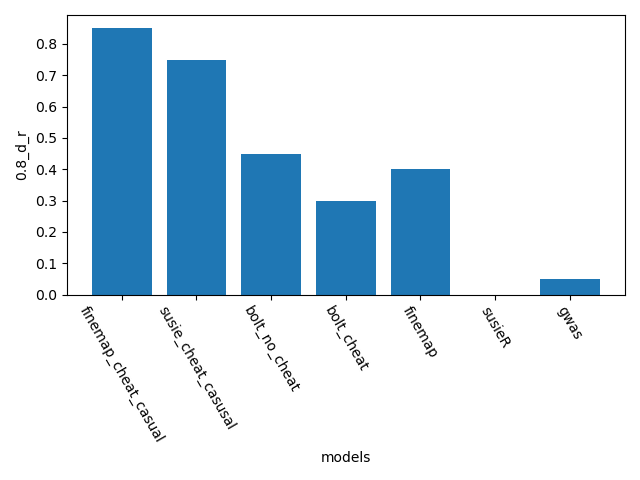 0.8
0.7
0.6
0.5
0.4
0.3
0.2
0.1
0.0
0.8_d_r
finemap_cheat_casual
susie_cheat_casusal
bolt_no_cheat
bolt_cheat
finemap
susieR
gwas
models